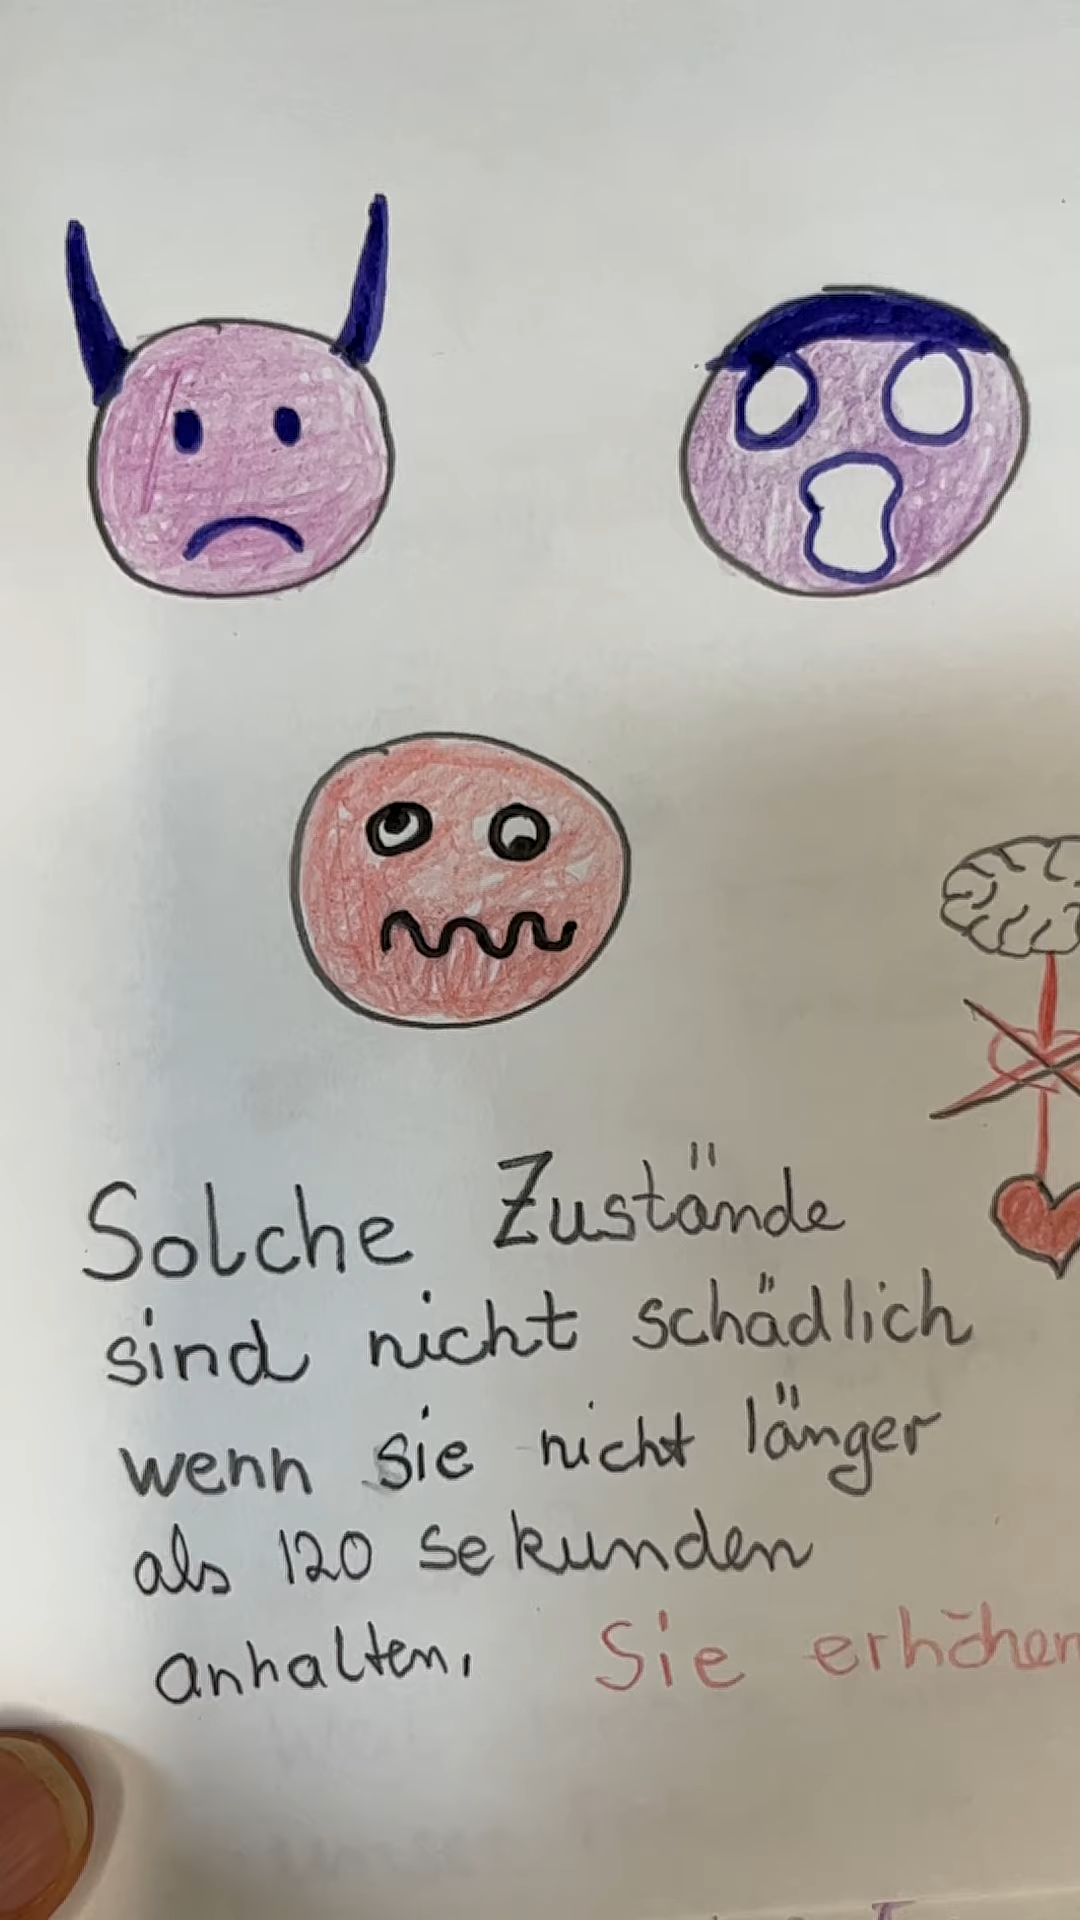 Solche Zustände
sind nicht schädlich
wenn sie nicht länger
als 120 sekunden
anhalten, Sie erhöhen